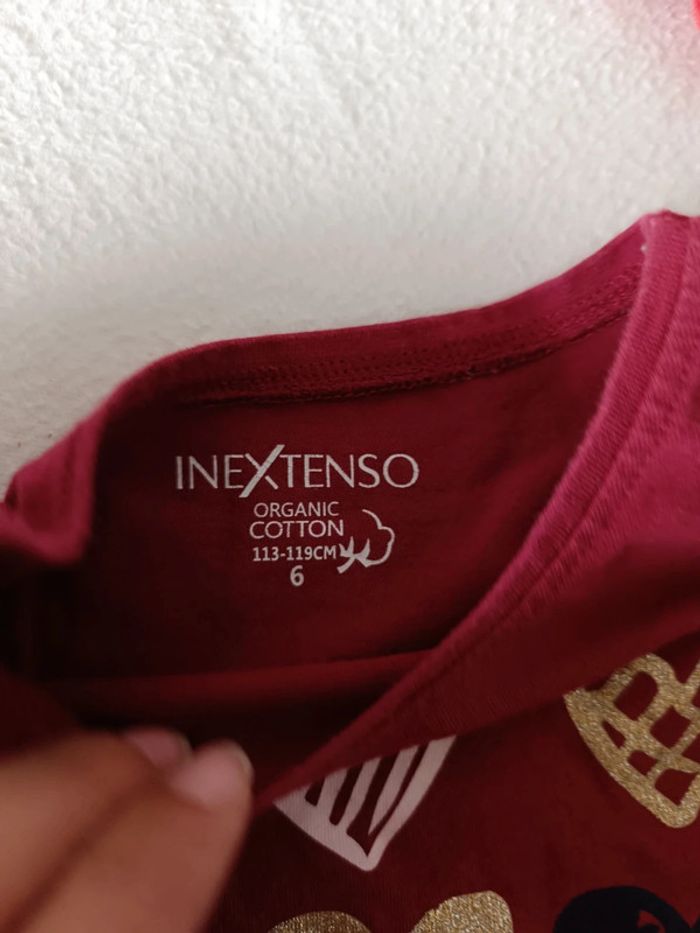 INEXTENSO
ORGANIC
COTTON
113-119CM
6